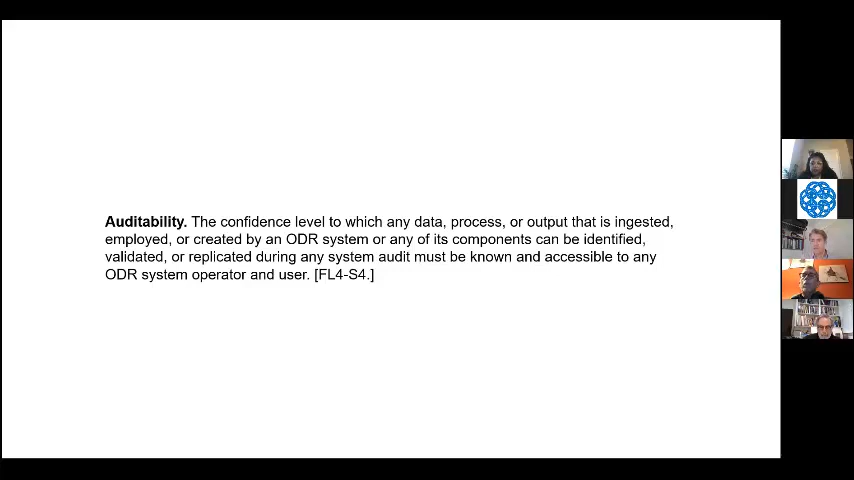 Auditability. The confidence level to which any data, process, or output that is ingested,
employed, or created by an ODR system or any of its components can be identified,
validated, or replicated during any system audit must be known and accessible to any
ODR system operator and user. [FL4-S4.]